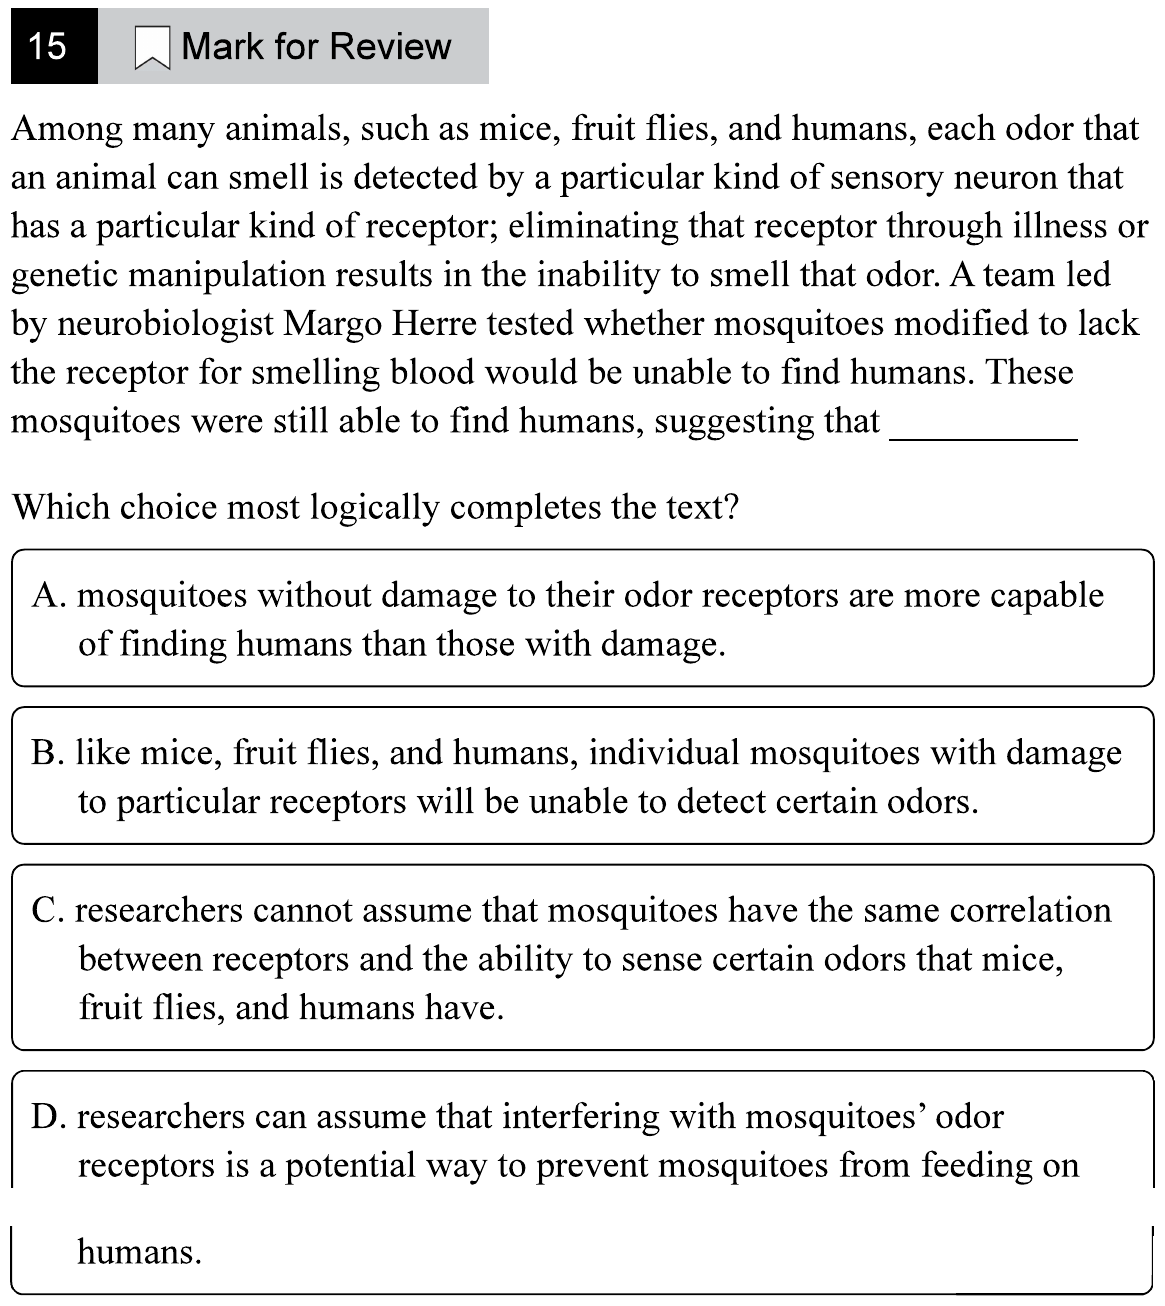 15 Mark for Review
Among many animals, such as mice, fruit flies, and humans, each odor that
an animal can smell is detected by a particular kind of sensory neuron that
has a particular kind of receptor; eliminating that receptor through illness or
genetic manipulation results in the inability to smell that odor. A team led
by neurobiologist Margo Herre tested whether mosquitoes modified to lack
the receptor for smelling blood would be unable to find humans. These
mosquitoes were still able to find humans, suggesting that __________
Which choice most logically completes the text?
A. mosquitoes without damage to their odor receptors are more capable
of finding humans than those with damage.
B. like mice, fruit flies, and humans, individual mosquitoes with damage
to particular receptors will be unable to detect certain odors.
C. researchers cannot assume that mosquitoes have the same correlation
between receptors and the ability to sense certain odors that mice,
fruit flies, and humans have.
D. researchers can assume that interfering with mosquitoes’ odor
receptors is a potential way to prevent mosquitoes from feeding on
humans.